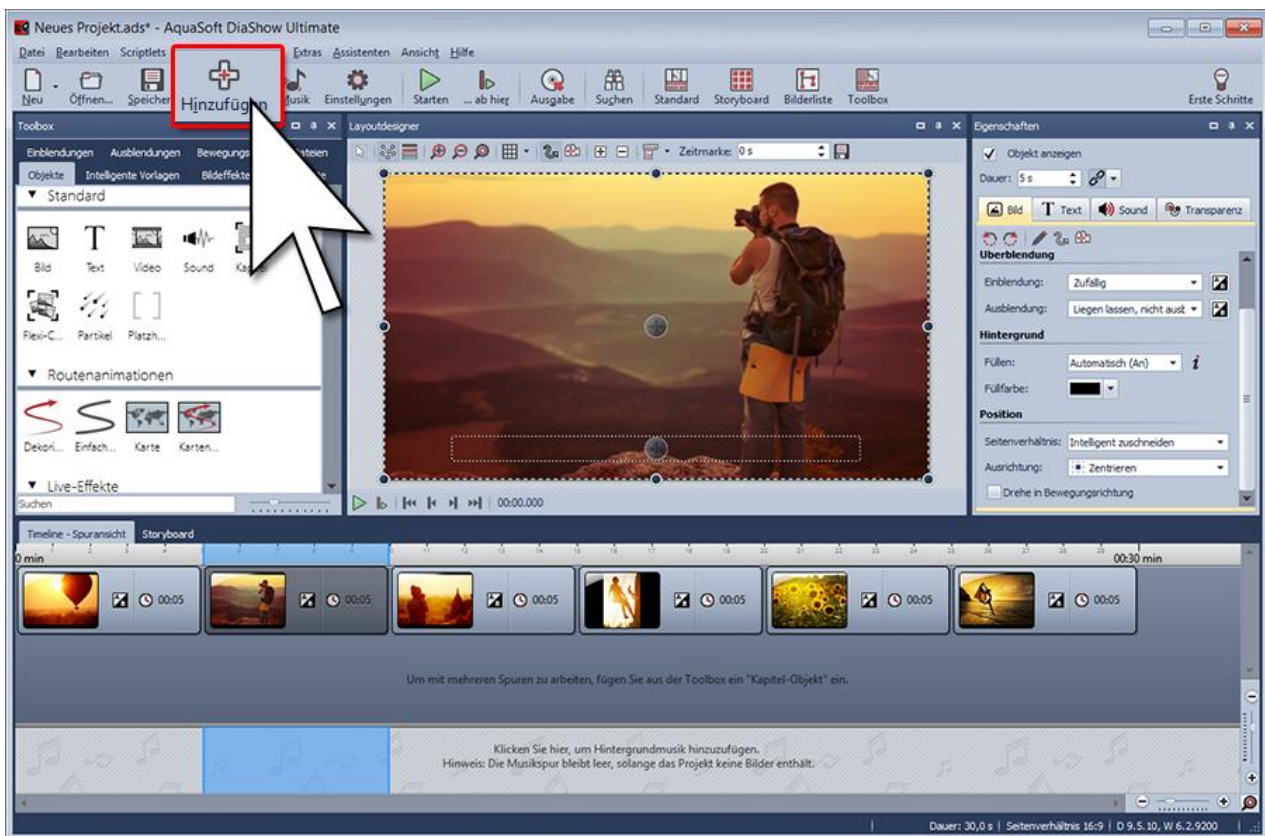 Neues Projekt.ads* - AquaSoft DiaShow Ultimate
Datei Bearbeiten Scriptlets Extras Assistenten Ansicht Hilfe
Neu Öffnen... Speicher Hinzufügen Musik Einstellungen Starten ... ab hier Ausgabe Suchen Standard Storyboard Bilderliste Toolbox Erste Schritte
Toolbox Layoutdesigner Eigenschaften
Einblendungen Ausblendungen Bewegungs
Objekte Intelligente Vorlagen Bildeffekte
Zeitmarke: 0 s
Objekt anzeigen
Dauer: 5 s
Standard
Bild Text Sound Transparenz
Bild Text Video Sound
Überblendung
Einblendung: Zufällig
Ausblendung: Liegen lassen, nicht ausb
Flexi-C... Partikel Platzh...
Hintergrund
Routenanimationen
Füllen: Automatisch (An)
Füllfarbe:
Position
Dekori... Einfach... Karte Karten...
Seitenverhältnis: Intelligent zuschneiden
Ausrichtung: Zentrieren
Live-Effekte
Drehe in Bewegungsrichtung
Suchen
00:00.000
Timeline - Spuransicht Storyboard
0 min 00:30 min
00:05 00:05 00:05 00:05 00:05 00:05
Um mit mehreren Spuren zu arbeiten, fügen Sie aus der Toolbox ein "Kapitel-Objekt" ein.
Klicken Sie hier, um Hintergrundmusik hinzuzufügen.
Hinweis: Die Musikspur bleibt leer, solange das Projekt keine Bilder enthält.
Dauer: 30,0 s | Seitenverhältnis 16:9 | D 9.5.10, W 6.2.9200